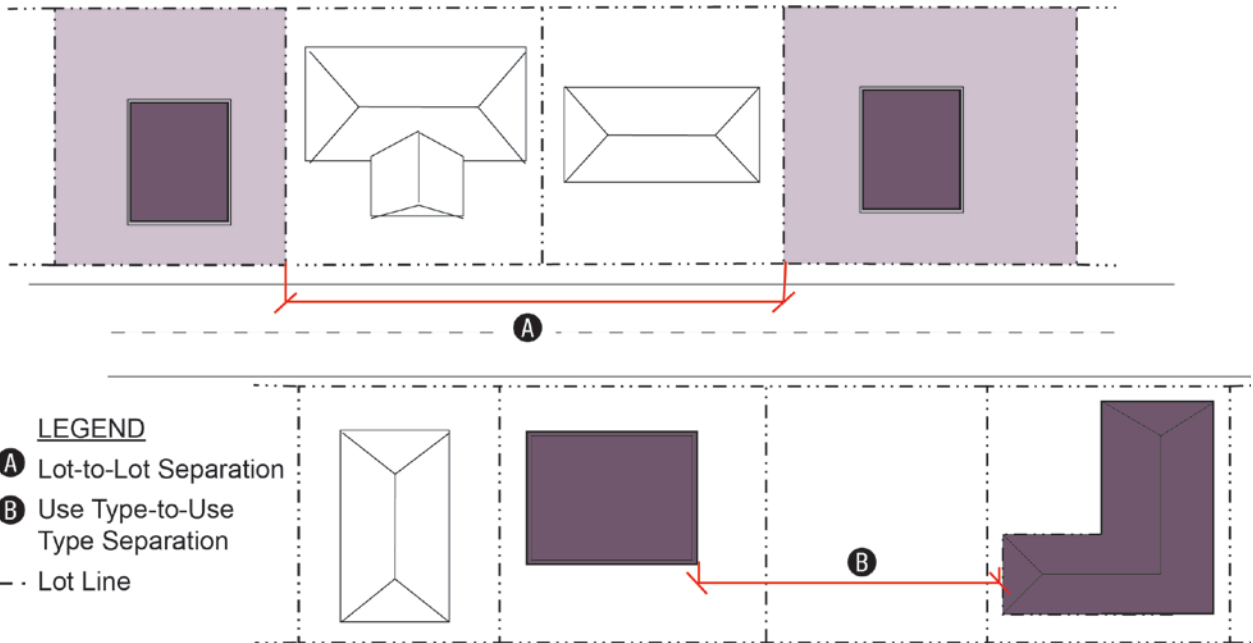 A
LEGEND
A Lot-to-Lot Separation
B Use Type-to-Use
Type Separation
Lot Line
B